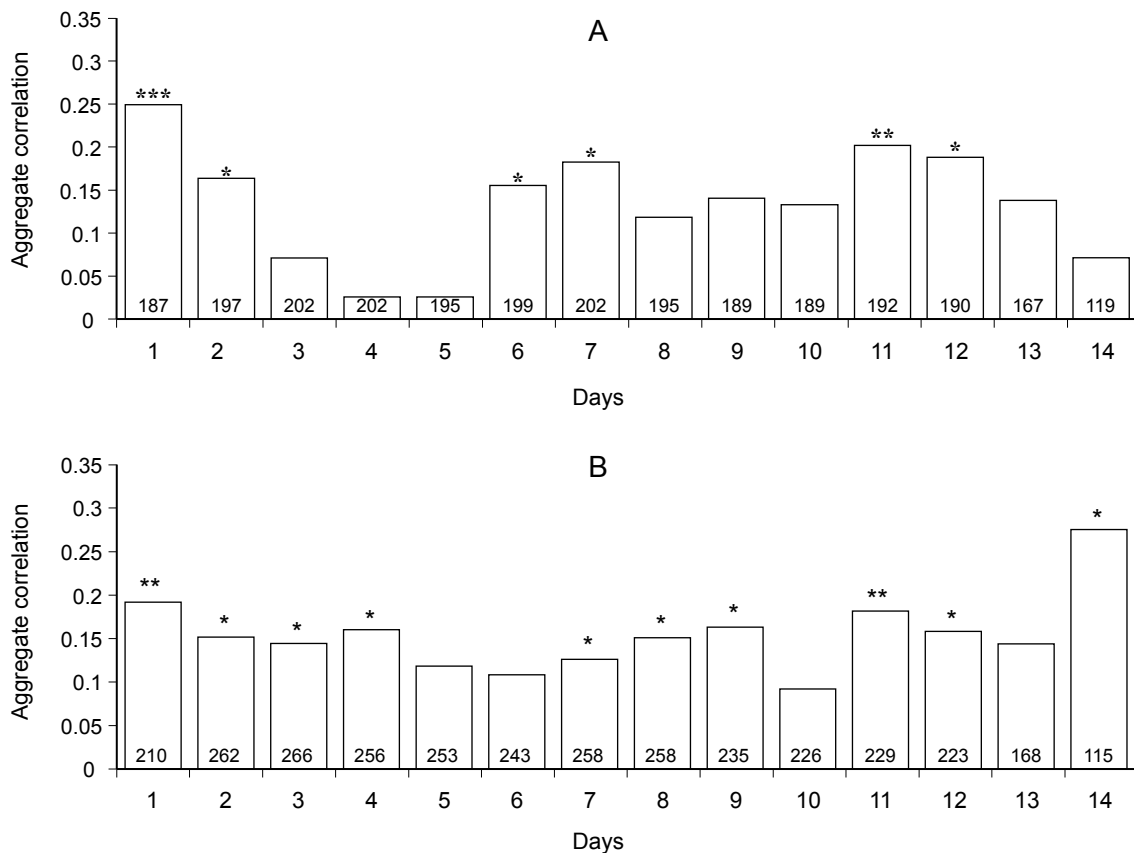 A
Aggregate correlation
0.35
0.3
0.25
0.2
0.15
0.1
0.05
0
*** * * * ** *
187 197 202 202 195 199 202 195 189 189 192 190 167 119
1 2 3 4 5 6 7 8 9 10 11 12 13 14
Days
B
Aggregate correlation
0.35
0.3
0.25
0.2
0.15
0.1
0.05
0
** * * * * * * ** * *
210 262 266 256 253 243 258 258 235 226 229 223 168 115
1 2 3 4 5 6 7 8 9 10 11 12 13 14
Days